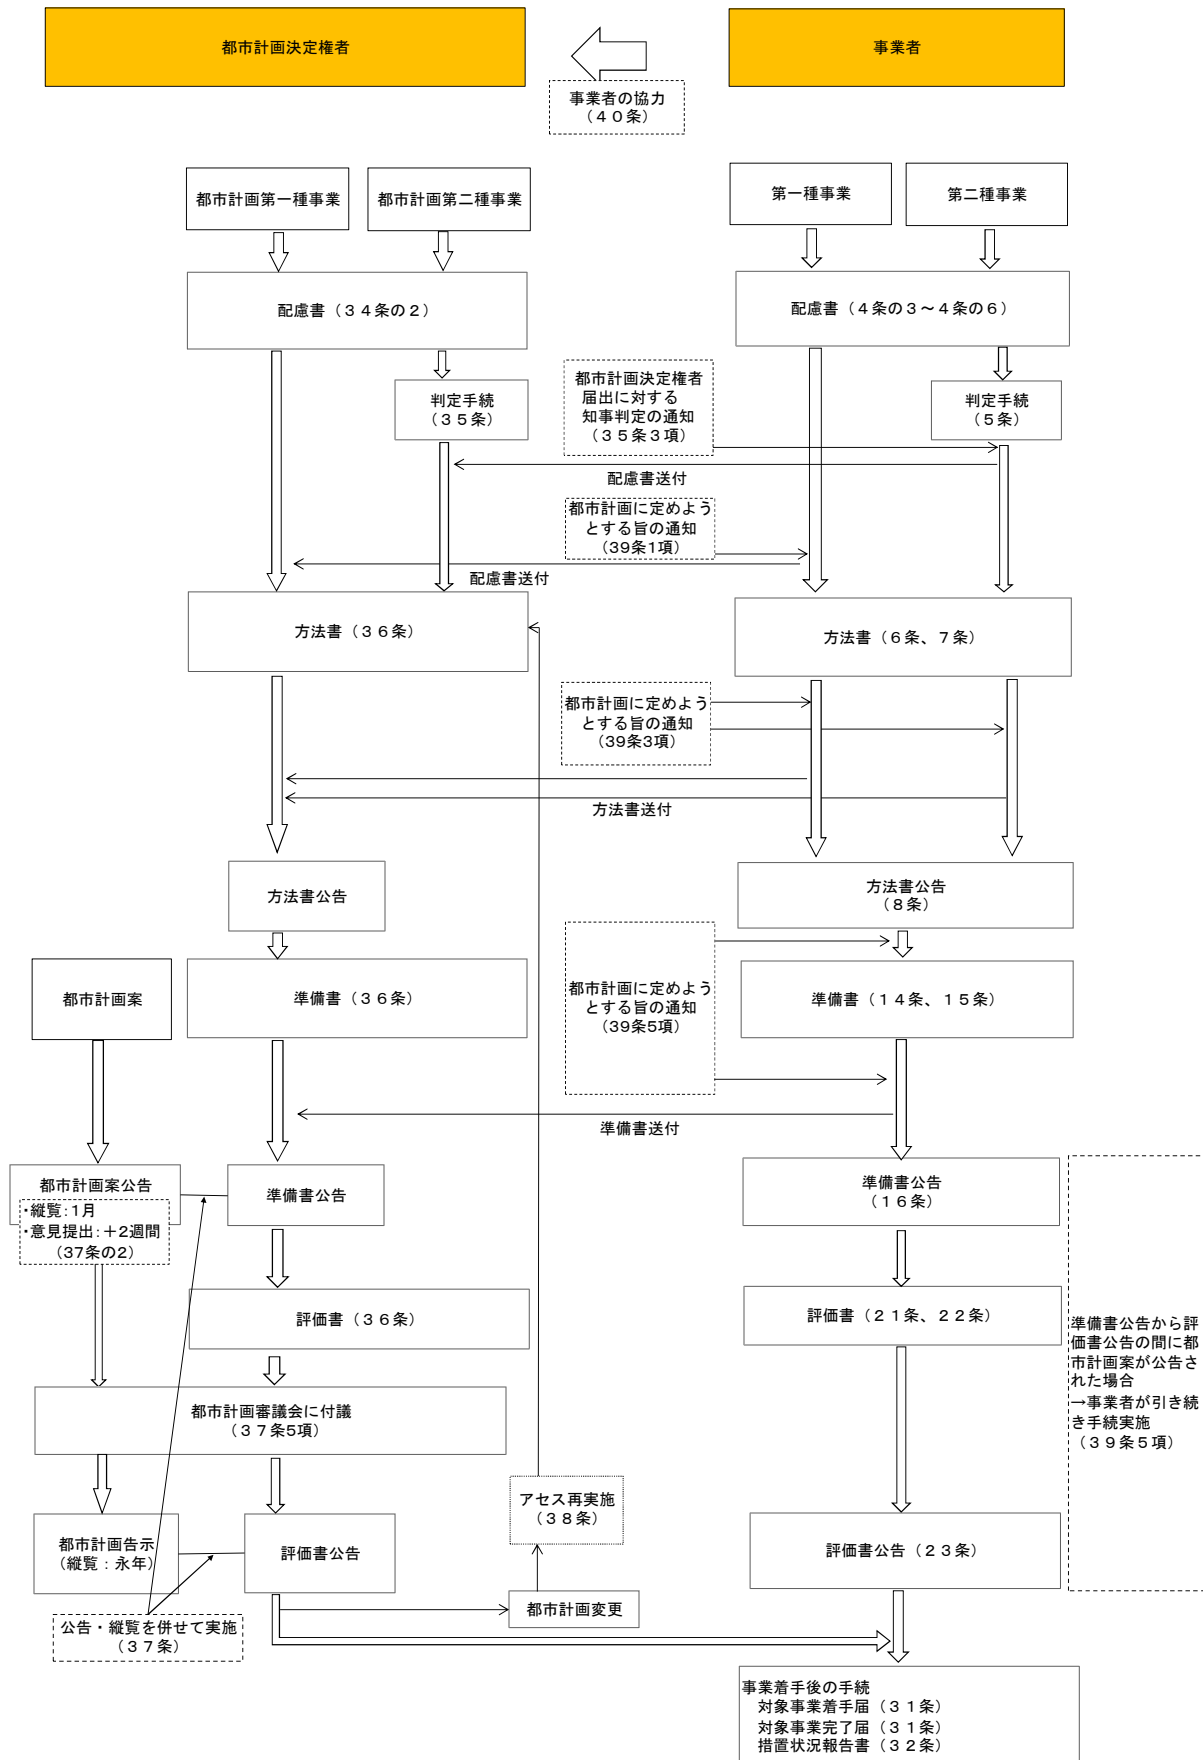 都市計画決定権者
事業者
事業者の協力
（４０条）
都市計画第一種事業
都市計画第二種事業
第一種事業
第二種事業
配慮書（３４条の２）
配慮書（４条の３～４条の６）
判定手続
（３５条）
都市計画決定権者
届出に対する
知事判定の通知
（３５条３項）
判定手続
（５条）
配慮書送付
都市計画に定めよう
とする旨の通知
（39条1項）
配慮書送付
方法書（３６条）
方法書（６条、７条）
都市計画に定めよう
とする旨の通知
（39条3項）
方法書送付
方法書公告
方法書公告
（８条）
都市計画案
準備書（３６条）
都市計画に定めよう
とする旨の通知
（39条5項）
準備書（１４条、１５条）
準備書送付
都市計画案公告
・縦覧：１月
・意見提出：＋２週間
（37条の2）
準備書公告
準備書公告
（１６条）
評価書（３６条）
評価書（２１条、２２条）
準備書公告から評
価書公告の間に都
市計画案が公告さ
れた場合
→事業者が引き続
き手続実施
（３９条５項）
都市計画審議会に付議
（３７条５項）
アセス再実施
（３８条）
都市計画告示
（縦覧：永年）
評価書公告
評価書公告（２３条）
公告・縦覧を併せて実施
（３７条）
都市計画変更
事業着手後の手続
対象事業着手届（３１条）
対象事業完了届（３１条）
措置状況報告書（３２条）